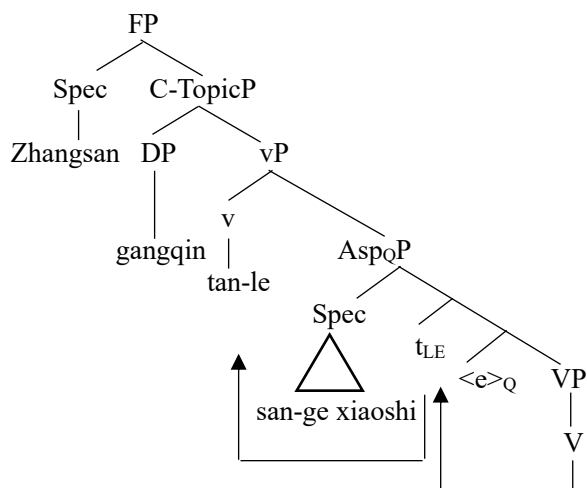 FP
Spec C-TopicP
Zhangsan DP vP
v
gangqin AspQP
tan-le
Spec
tLE
<e>Q VP
san-ge xiaoshi
V